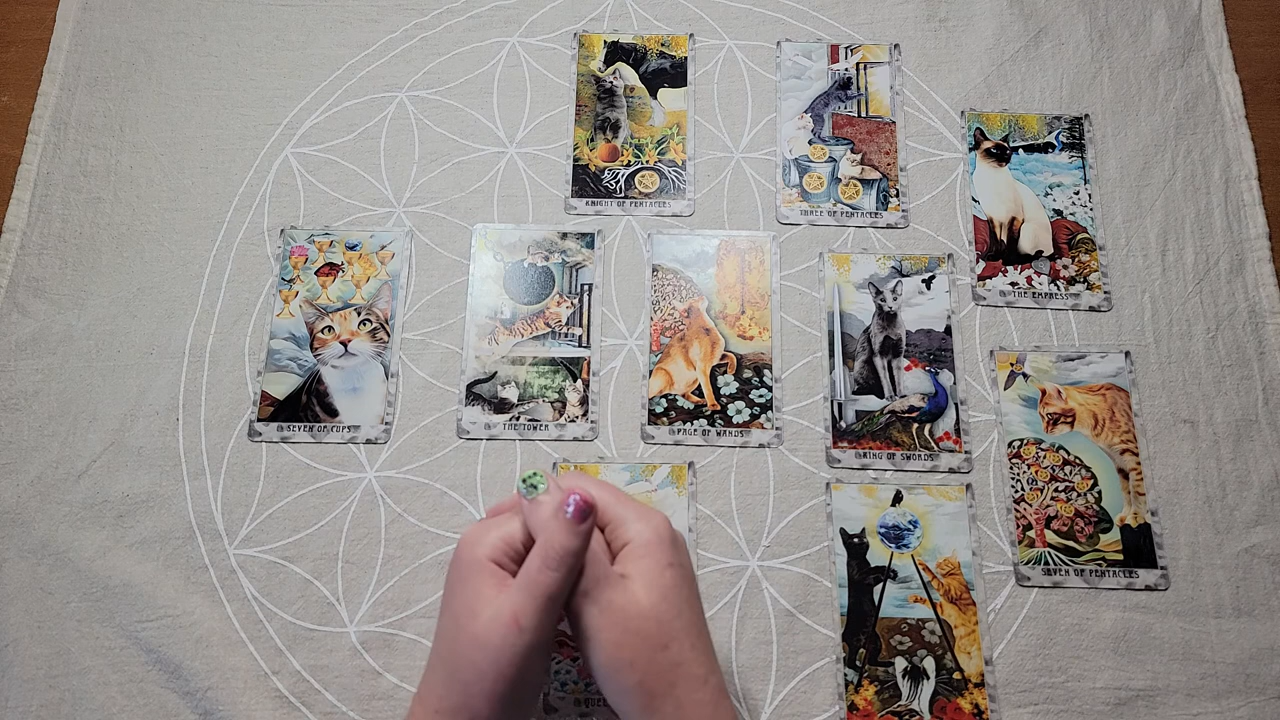 KNIGHT OF PENTACLES
THREE OF PENTACLES
THE EMPRESS
SEVEN OF CUPS
THE TOWER
PAGE OF WANDS
KING OF SWORDS
SEVEN OF PENTACLES